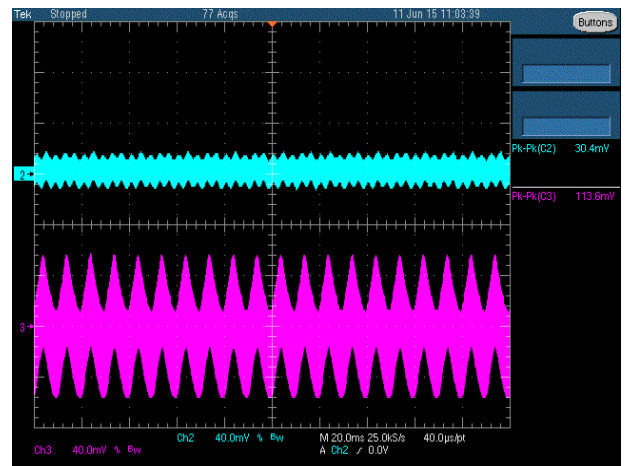 Tek Stopped 77 Acqs 11 Jun 15 11:03:39
Buttons
Pk-Pk(C2) 30.4mV
2
Pk-Pk(C3) 113.6mV
3
Ch2 40.0mV % Bw M 20.0ms 25.0kS/s 40.0µs/pt
Ch3 40.0mV % Bw A Ch2 ∫ 0.0V